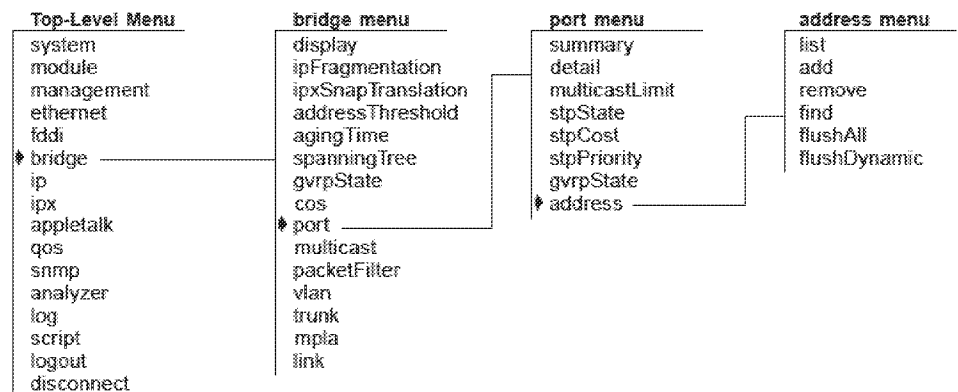 Top-Level Menu
system
module
management
ethernet
fddi
bridge
ip
ipx
appletalk
qos
snmp
analyzer
log
script
logout
disconnect
bridge menu
display
ipFragmentation
ipxSnapTranslation
addressThreshold
agingTime
spanningTree
gvrpState
cos
port
multicast
packetFilter
vlan
trunk
mpla
link
port menu
summary
detail
multicastLimit
stpState
stpCost
stpPriority
gvrpState
address
address menu
list
add
remove
find
flushAll
flushDynamic